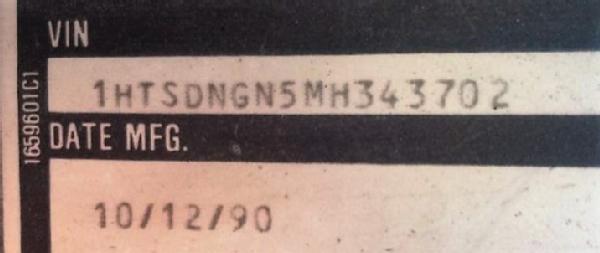 VIN
1HTSDNGN5MH343702
DATE MFG.
10/12/90
1659601C1